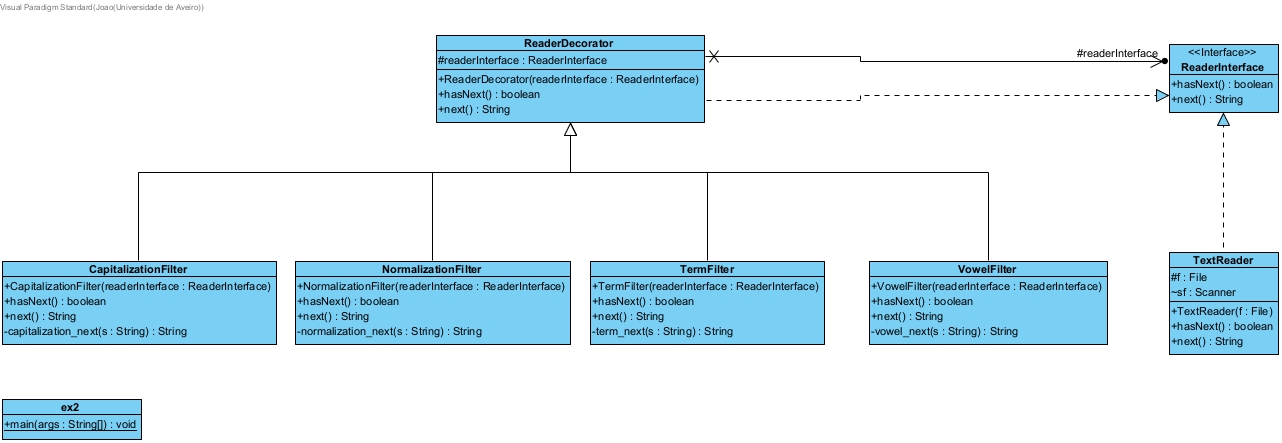 Visual Paradigm Standard(Joao(Universidade de Aveiro))
ReaderDecorator
#readerInterface : ReaderInterface
+ReaderDecorator(readerInterface : ReaderInterface)
+hasNext() : boolean
+next() : String
#readerInterface
<<Interface>>
ReaderInterface
+hasNext() : boolean
+next() : String
CapitalizationFilter
+CapitalizationFilter(readerInterface : ReaderInterface)
+hasNext() : boolean
+next() : String
-capitalization_next(s : String) : String
NormalizationFilter
+NormalizationFilter(readerInterface : ReaderInterface)
+hasNext() : boolean
+next() : String
-normalization_next(s : String) : String
TermFilter
+TermFilter(readerInterface : ReaderInterface)
+hasNext() : boolean
+next() : String
-term_next(s : String) : String
VowelFilter
+VowelFilter(readerInterface : ReaderInterface)
+hasNext() : boolean
+next() : String
-vowel_next(s : String) : String
TextReader
#f : File
~sf : Scanner
+TextReader(f : File)
+hasNext() : boolean
+next() : String
ex2
+main(args : String[]) : void